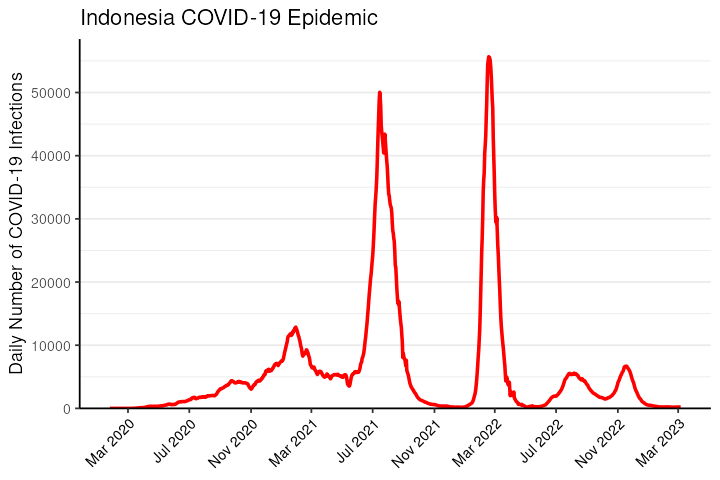 Indonesia COVID-19 Epidemic
Daily Number of COVID-19 Infections
50000
40000
30000
20000
10000
0
Mar 2020
Jul 2020
Nov 2020
Mar 2021
Jul 2021
Nov 2021
Mar 2022
Jul 2022
Nov 2022
Mar 2023